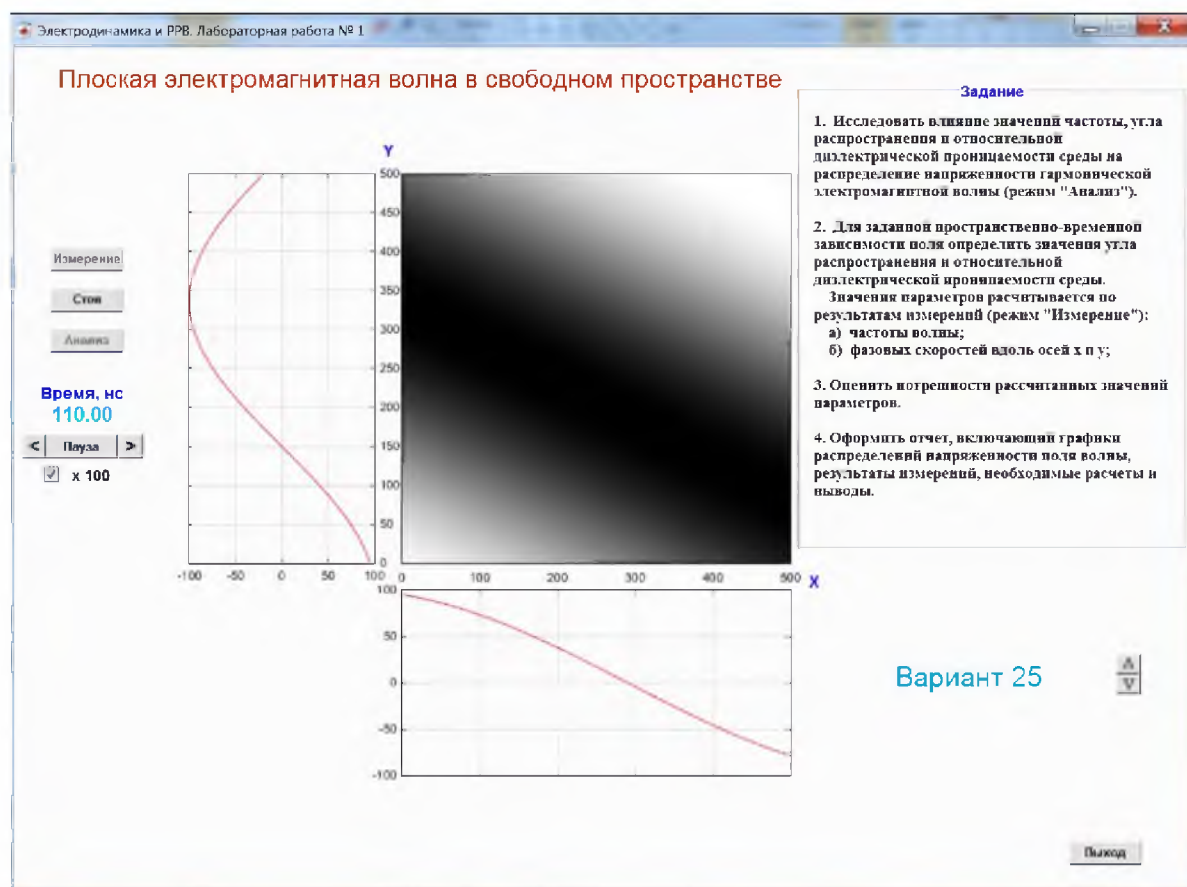 Электродинамика и РРВ. Лабораторная работа № 1
Плоская электромагнитная волна в свободном пространстве
Задание
1. Исследовать влияние значений частоты, угла
распространения и относительной
диэлектрической проницаемости среды на
распределение напряженности гармонической
электромагнитной волны (режим "Анализ").
2. Для заданной пространственно-временной
зависимости поля определить значения угла
распространения и относительной
диэлектрической проницаемости среды.
Значения параметров расчитывается по
результатам измерений (режим "Измерение"):
а) частоты волны;
б) фазовых скоростей вдоль осей x и y;
3. Оценить погрешности рассчитанных значений
параметров.
4. Оформить отчет, включающий графики
распределений напряженности поля волны,
результаты измерений, необходимые расчеты и
выводы.
Измерение
Стоп
Анализ
Время, нс
110.00
< Пауза >
x 100
Y
500
450
400
350
300
250
200
150
100
50
0
-100 -50 0 50 100
0 100 200 300 400 500 X
100
50
0
-50
-100
Вариант 25
Λ
V
Выход